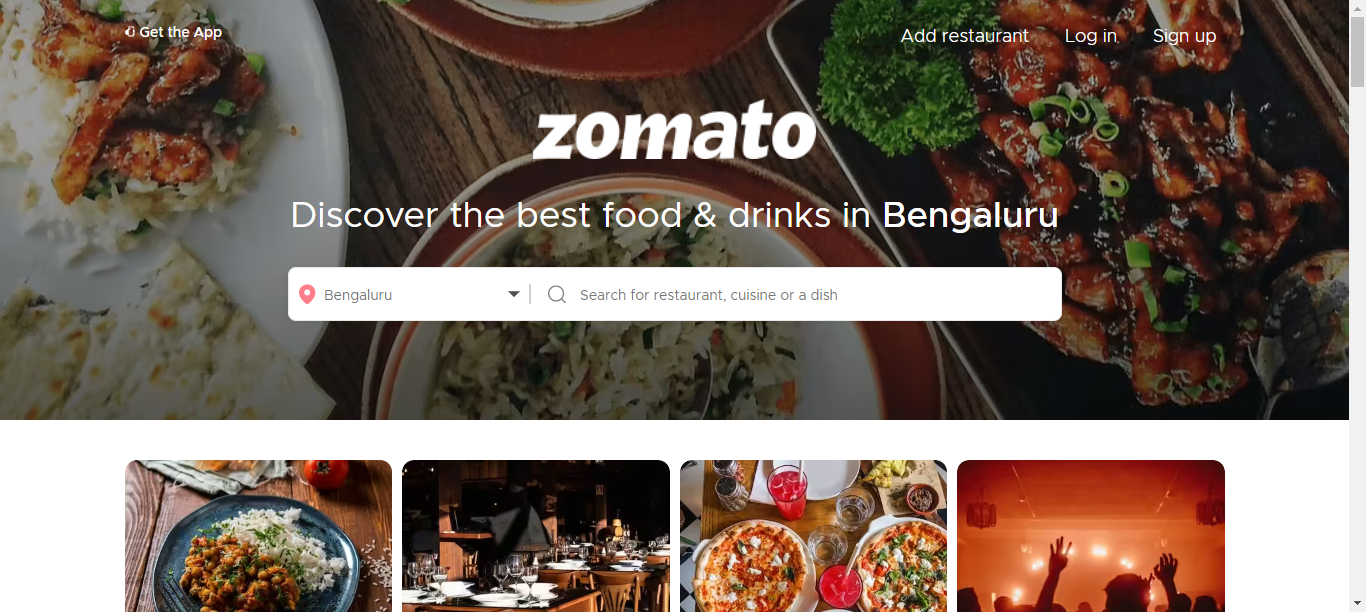 Get the App
Add restaurant Log in Sign up
zomato
Discover the best food & drinks in Bengaluru
Bengaluru Search for restaurant, cuisine or a dish